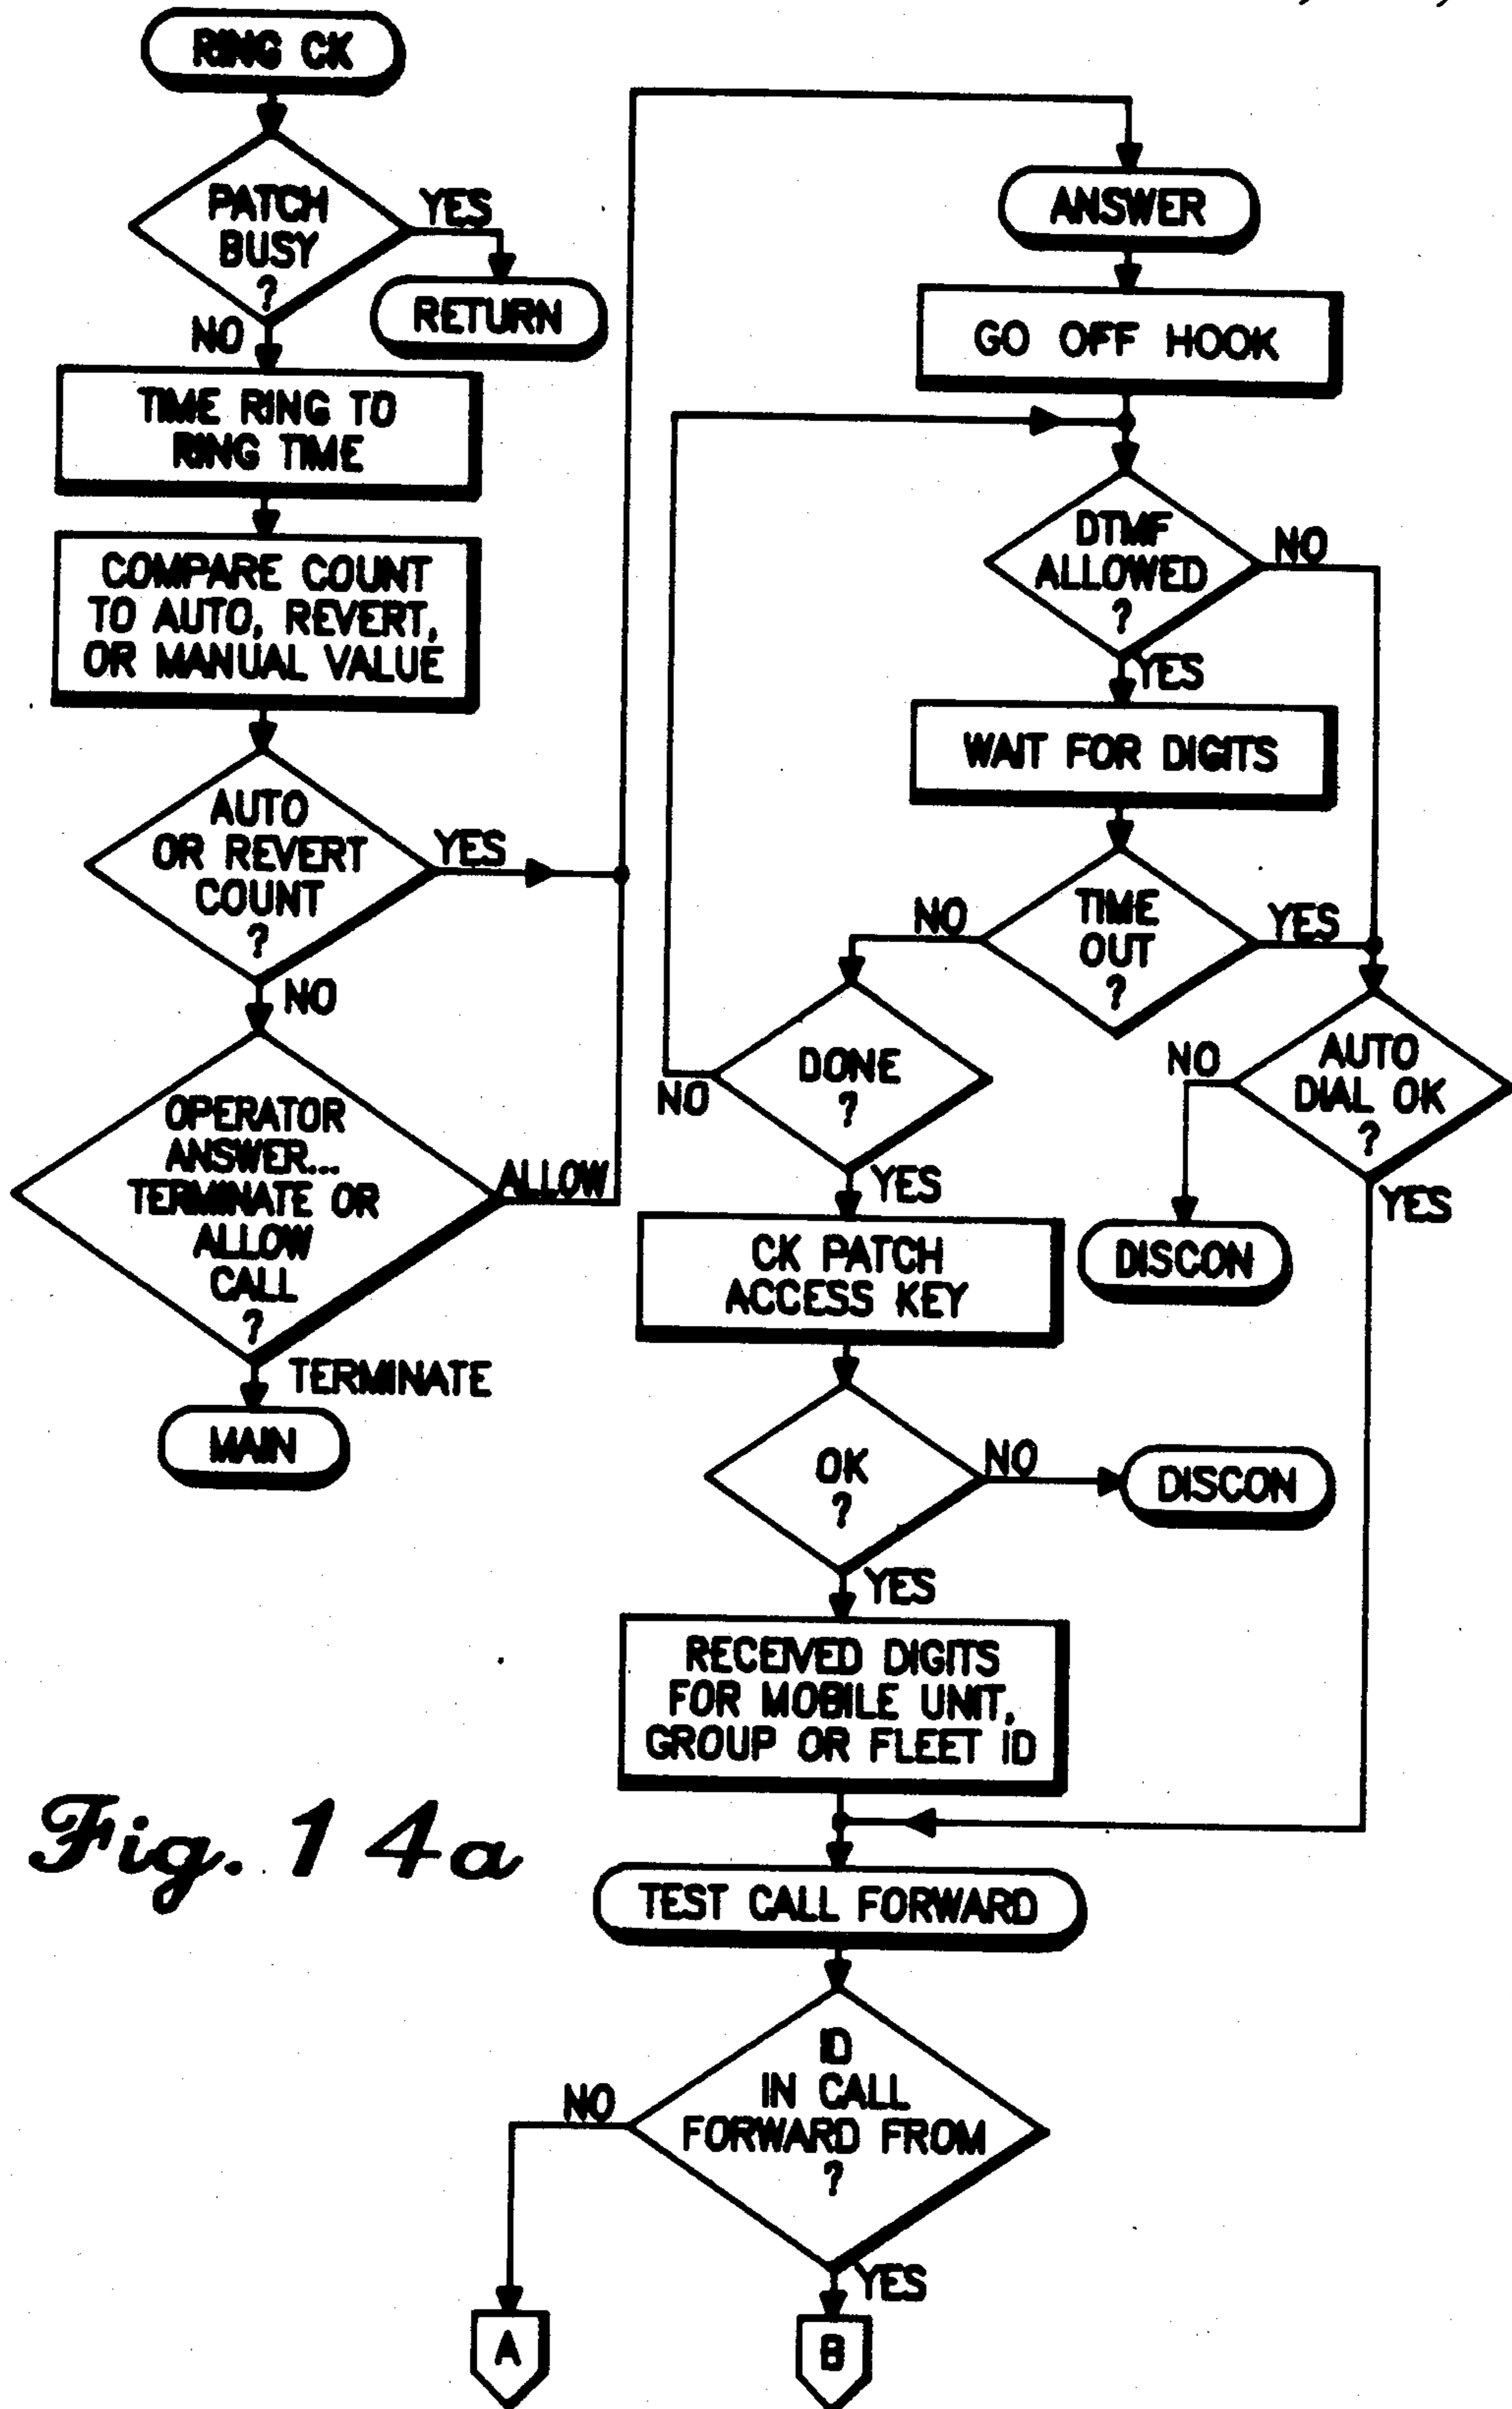 RING CK
PATCH
BUSY
?
YES
RETURN
NO
TIME RING TO
RING TIME
COMPARE COUNT
TO AUTO, REVERT,
OR MANUAL VALUE
AUTO
OR REVERT
COUNT
?
YES
NO
OPERATOR
ANSWER...
TERMINATE OR
ALLOW
CALL
?
ALLOW
TERMINATE
MAIN
ANSWER
GO OFF HOOK
DTMF
ALLOWED
?
NO
YES
WAIT FOR DIGITS
TIME
OUT
?
NO
YES
DONE
?
NO
YES
AUTO
DIAL OK
?
NO
YES
DISCON
CK PATCH
ACCESS KEY
OK
?
NO
DISCON
YES
RECEIVED DIGITS
FOR MOBILE UNIT,
GROUP OR FLEET ID
TEST CALL FORWARD
ID
IN CALL
FORWARD FROM
?
NO
YES
A
B
Fig. 14a